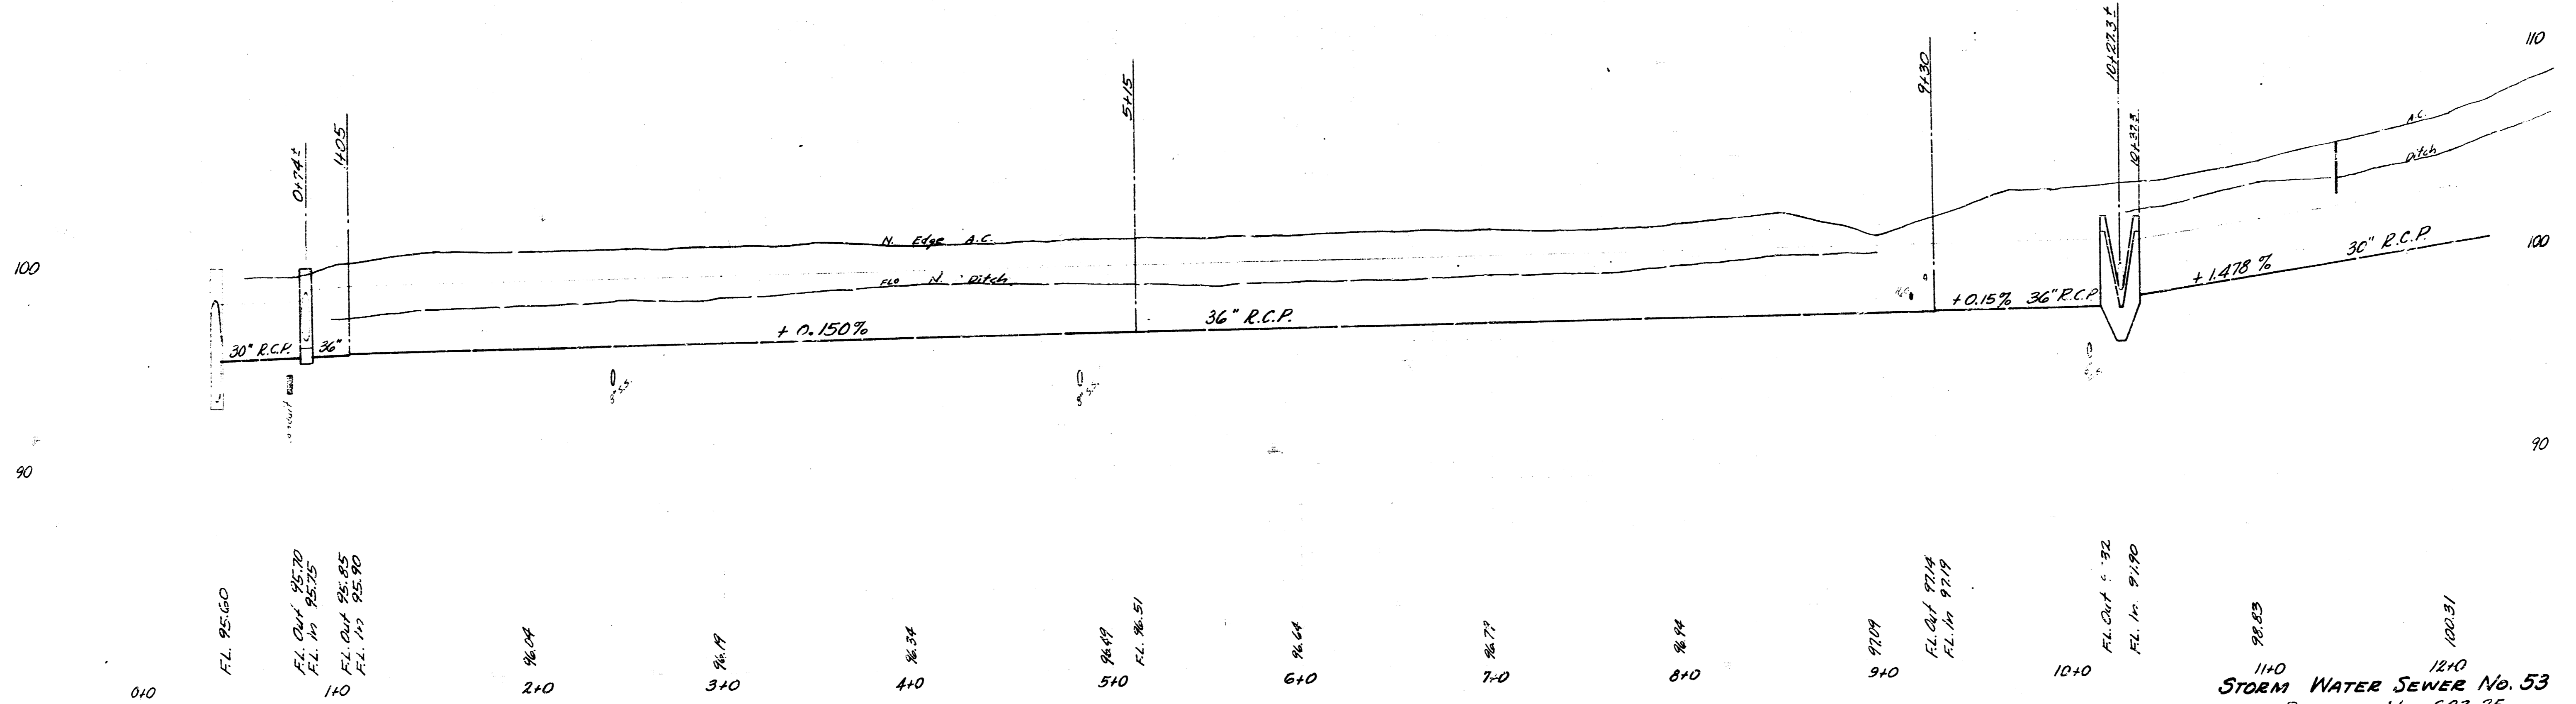 110
100
90
100
90
0+74±
1+05
5+15
9+30
10+27.3±
10+37.3
A.C.
Ditch
N. Edge A.C.
FLO N. Ditch
30" R.C.P.
36"
+ 0.150%
36" R.C.P.
+0.15% 36" R.C.P.
+1.478 %
30" R.C.P.
F.L. 95.60
F.L. Out 95.70
F.L. In 95.75
F.L. Out 95.85
F.L. In 95.90
96.04
96.19
96.34
96.49
F.L. 96.51
96.64
96.94
97.09
F.L. Out 97.14
F.L. In 97.19
F.L. Out
F.L. In
98.83
100.31
0+0
1+0
2+0
3+0
4+0
5+0
6+0
7+0
8+0
9+0
10+0
11+0
12+0
STORM WATER SEWER No. 53